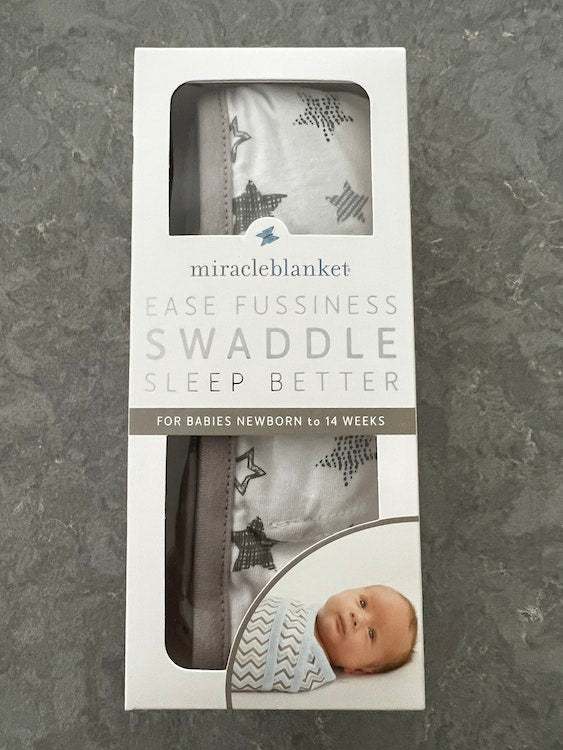 miracleblanket
EASE FUSSINESS
SWADDLE
SLEEP BETTER
FOR BABIES NEWBORN to 14 WEEKS